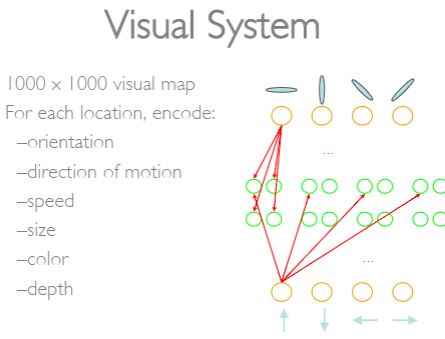 Visual System
1000 x 1000 visual map
For each location, encode:
–orientation
–direction of motion
–speed
–size
–color
–depth
...
...